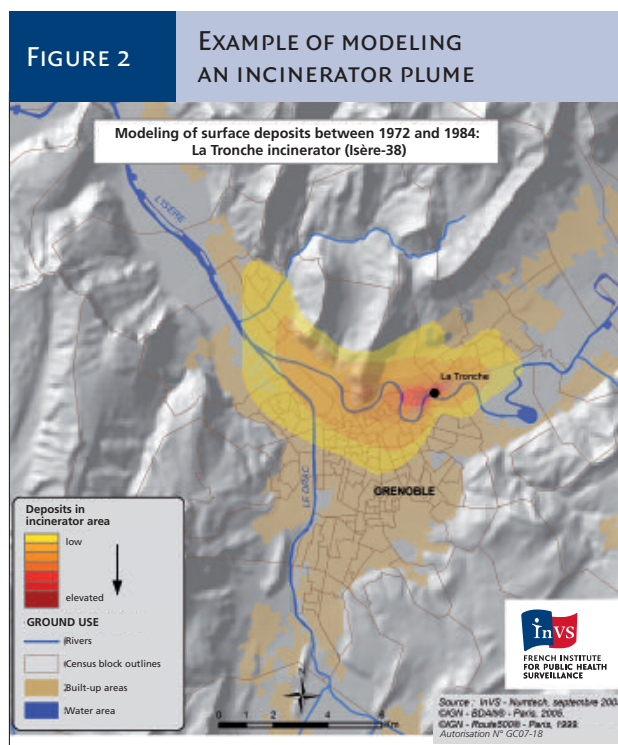 FIGURE 2
EXAMPLE OF MODELING
AN INCINERATOR PLUME
Modeling of surface deposits between 1972 and 1984:
La Tronche incinerator (Isère-38)
L'ISERE
La Tronche
LE DRAC
GRENOBLE
Deposits in
incinerator area
low
elevated
GROUND USE
Rivers
Census block outlines
Built-up areas
Water area
N
0 2 4 6
Km
InVS
FRENCH INSTITUTE
FOR PUBLIC HEALTH
SURVEILLANCE
Source : InVS - Numtech, septembre 200
©IGN - Paris,
©IGN - Route500® - Paris, 1999.
Autorisation N° GC07-18